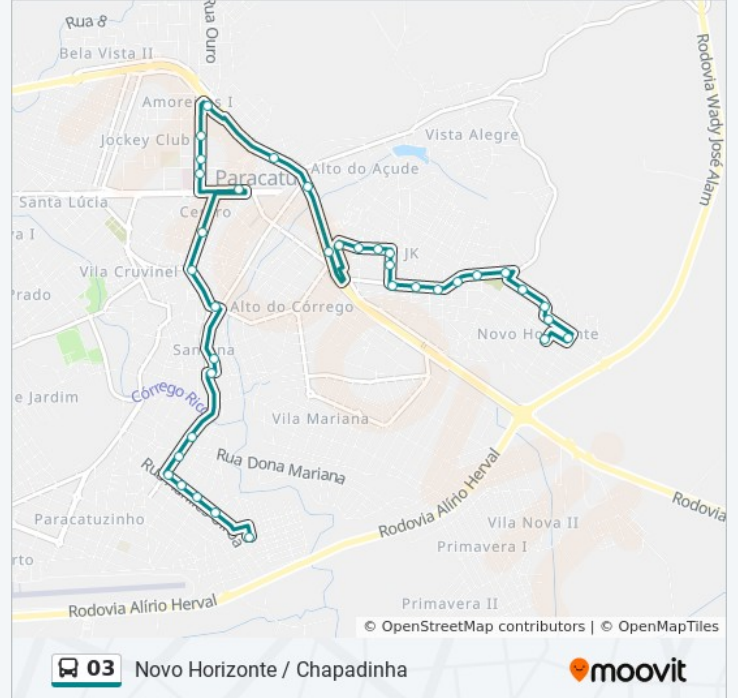 Rua 8
Rua Ouro
Bela Vista II
Amoreiras I
Rodovia Wady José Alam
Jockey Club
Vista Alegre
Alto do Açude
Paracatu
Santa Lúcia
Centro
JK
Vila Cruvinel
Prado
Alto do Córrego
Novo Horizonte
Santana
e Jardim
Córrego Rico
Vila Mariana
Rua Dona Mariana
Rodovia Alírio Herval
Rodovia
Paracatuzinho
Vila Nova II
Primavera I
rto
Primavera II
Rodovia Alírio Herval
© OpenStreetMap contributors | © OpenMapTiles
03 Novo Horizonte / Chapadinha
moovit